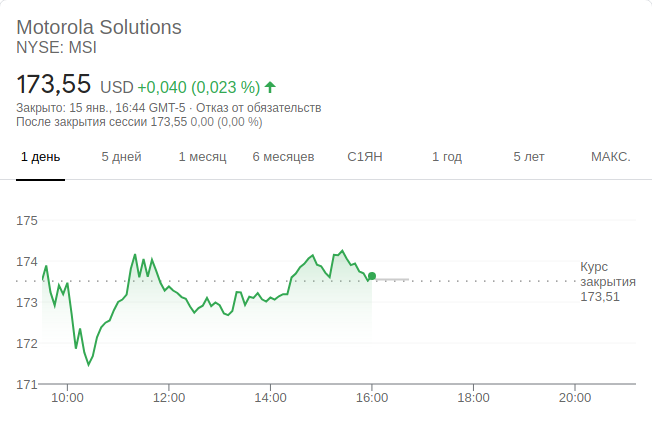 Motorola Solutions
NYSE: MSI
173,55 USD +0,040 (0,023 %)
Закрыто: 15 янв., 16:44 GMT-5 · Отказ от обязательств
После закрытия сессии 173,55 0,00 (0,00 %)
1 день 5 дней 1 месяц 6 месяцев С1ЯН 1 год 5 лет МАКС.
175
174
Курс
закрытия
173,51
173
172
171
10:00 12:00 14:00 16:00 18:00 20:00